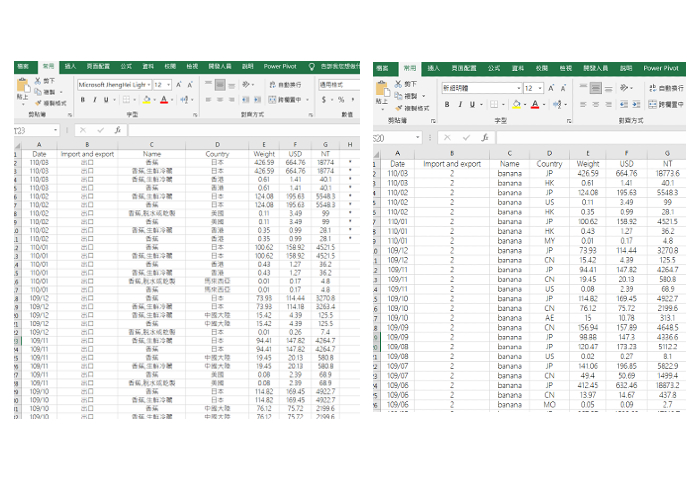 檔案 常用 插入 頁面配置 公式 資料 校閱 檢視 開發人員 說明 Power Pivot
貼上 剪下 複製 複製格式 Microsoft JhengHei Light 12 A A 自動換行 通用格式
B I U A 跨欄置中 $ % ,
剪貼簿 字型 對齊方式 數值
T23 fx
A B C D E F G H
1 Date Import and export Name Country Weight USD NT
2 110/03 出口 香蕉 日本 426.59 664.76 18774 *
3 110/03 出口 香蕉,生鮮冷藏 日本 426.59 664.76 18774 *
4 110/03 出口 香蕉,生鮮冷藏 香港 0.61 1.41 40.1 *
5 110/03 出口 香蕉 香港 0.61 1.41 40.1 *
6 110/02 出口 香蕉,生鮮冷藏 日本 124.08 195.63 5548.3 *
7 110/02 出口 香蕉 日本 124.08 195.63 5548.3 *
8 110/02 出口 香蕉,脫水或乾製 美國 0.11 3.49 99 *
9 110/02 出口 香蕉 美國 0.11 3.49 99 *
110/02 出口 香蕉,生鮮冷藏 香港 0.35 0.99 28.1 *
110/02 出口 香蕉 香港 0.35 0.99 28.1 *
110/01 出口 香蕉 日本 100.62 158.92 4521.5
110/01 出口 香蕉,生鮮冷藏 日本 100.62 158.92 4521.5
110/01 出口 香蕉 香港 0.43 1.27 36.2
110/01 出口 香蕉,生鮮冷藏 香港 0.43 1.27 36.2
110/01 出口 香蕉,脫水或乾製 馬來西亞 0.01 0.17 4.8
110/01 出口 香蕉 馬來西亞 0.01 0.17 4.8
109/12 出口 香蕉 日本 73.93 114.44 3270.8
109/12 出口 香蕉,生鮮冷藏 日本 73.93 114.18 3263.4
109/12 出口 香蕉 中國大陸 15.42 4.39 125.5
109/12 出口 香蕉,生鮮冷藏 中國大陸 15.42 4.39 125.5
109/12 出口 香蕉,脫水或乾製 日本 0.01 0.26 7.4
109/11 出口 香蕉,生鮮冷藏 日本 94.41 147.82 4264.7
109/11 出口 香蕉 日本 94.41 147.82 4264.7
109/11 出口 香蕉,生鮮冷藏 中國大陸 19.45 20.13 580.8
109/11 出口 香蕉 中國大陸 19.45 20.13 580.8
109/11 出口 香蕉 美國 0.08 2.39 68.9
109/11 出口 香蕉,脫水或乾製 美國 0.08 2.39 68.9
109/10 出口 香蕉 日本 114.82 169.45 4922.7
109/10 出口 香蕉,生鮮冷藏 日本 114.82 169.45 4922.7
109/10 出口 香蕉 中國大陸 76.12 75.72 2199.6
109/10 出口 香蕉,生鮮冷藏 中國大陸 76.12 75.72 2199.6
檔案 常用 插入 頁面配置 公式 資料 校閱 檢視 開發人員 說明 Power Pivot
貼上 剪下 複製 複製格式 新細明體 12 A A 自動換行
B I U A 跨欄置中
剪貼簿 字型 對齊方式
S20 fx
A B C D E F G
1 Date Import and export Name Country Weight USD NT
2 110/03 2 banana JP 426.59 664.76 18773.6
3 110/03 2 banana HK 0.61 1.41 40.1
4 110/02 2 banana JP 124.08 195.63 5548.3
5 110/02 2 banana US 0.11 3.49 99
6 110/02 2 banana HK 0.35 0.99 28.1
7 110/01 2 banana JP 100.62 158.92 4521.5
8 110/01 2 banana HK 0.43 1.27 36.2
9 110/01 2 banana MY 0.01 0.17 4.8
109/12 2 banana JP 73.93 114.44 3270.8
109/12 2 banana CN 15.42 4.39 125.5
109/11 2 banana JP 94.41 147.82 4264.7
109/11 2 banana CN 19.45 20.13 580.8
109/11 2 banana US 0.08 2.39 68.9
109/10 2 banana JP 114.82 169.45 4922.7
109/10 2 banana CN 76.12 75.72 2199.6
109/10 2 banana AE 15 10.78 313.1
109/09 2 banana CN 156.94 157.89 4648.5
109/09 2 banana JP 98.88 147.3 4336.6
109/08 2 banana JP 120.47 173.23 5112.2
109/08 2 banana US 0.02 0.27 8.1
109/07 2 banana JP 141.06 196.85 5822.9
109/07 2 banana CN 49.4 50.69 1499.4
109/06 2 banana JP 412.45 632.46 18873.2
109/06 2 banana CN 13.97 14.67 437.8
109/06 2 banana MO 0.05 0.09 2.7